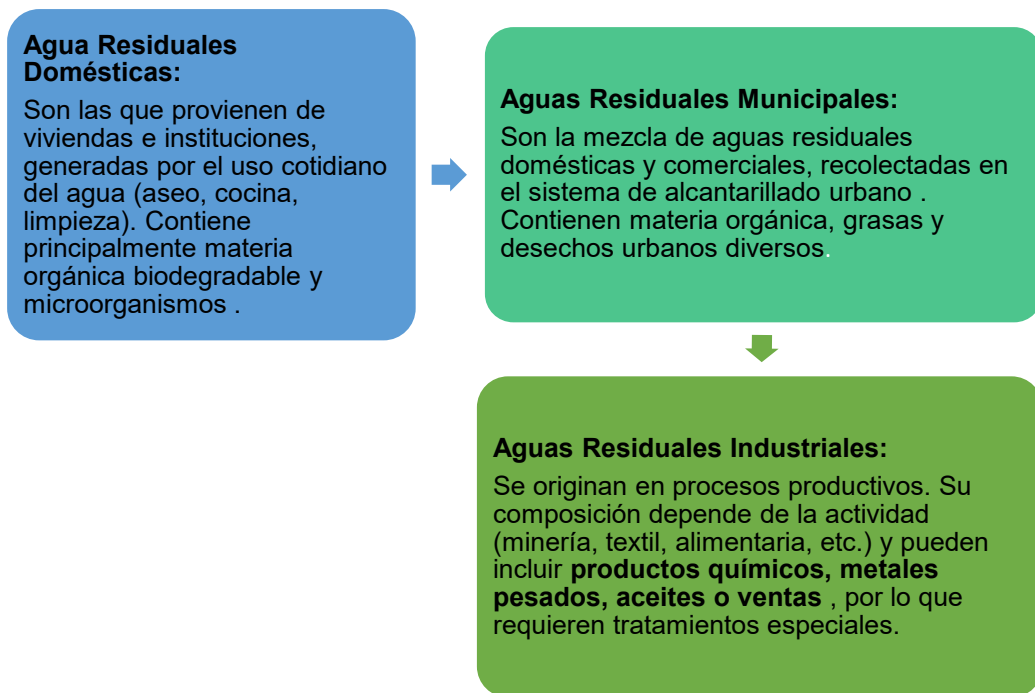 Agua Residuales
Domésticas:
Son las que provienen de
viviendas e instituciones,
generadas por el uso cotidiano
del agua (aseo, cocina,
limpieza). Contiene
principalmente materia
orgánica biodegradable y
microorganismos .
Aguas Residuales Municipales:
Son la mezcla de aguas residuales
domésticas y comerciales, recolectadas en
el sistema de alcantarillado urbano .
Contienen materia orgánica, grasas y
desechos urbanos diversos.
Aguas Residuales Industriales:
Se originan en procesos productivos. Su
composición depende de la actividad
(minería, textil, alimentaria, etc.) y pueden
incluir productos químicos, metales
pesados, aceites o ventas , por lo que
requieren tratamientos especiales.